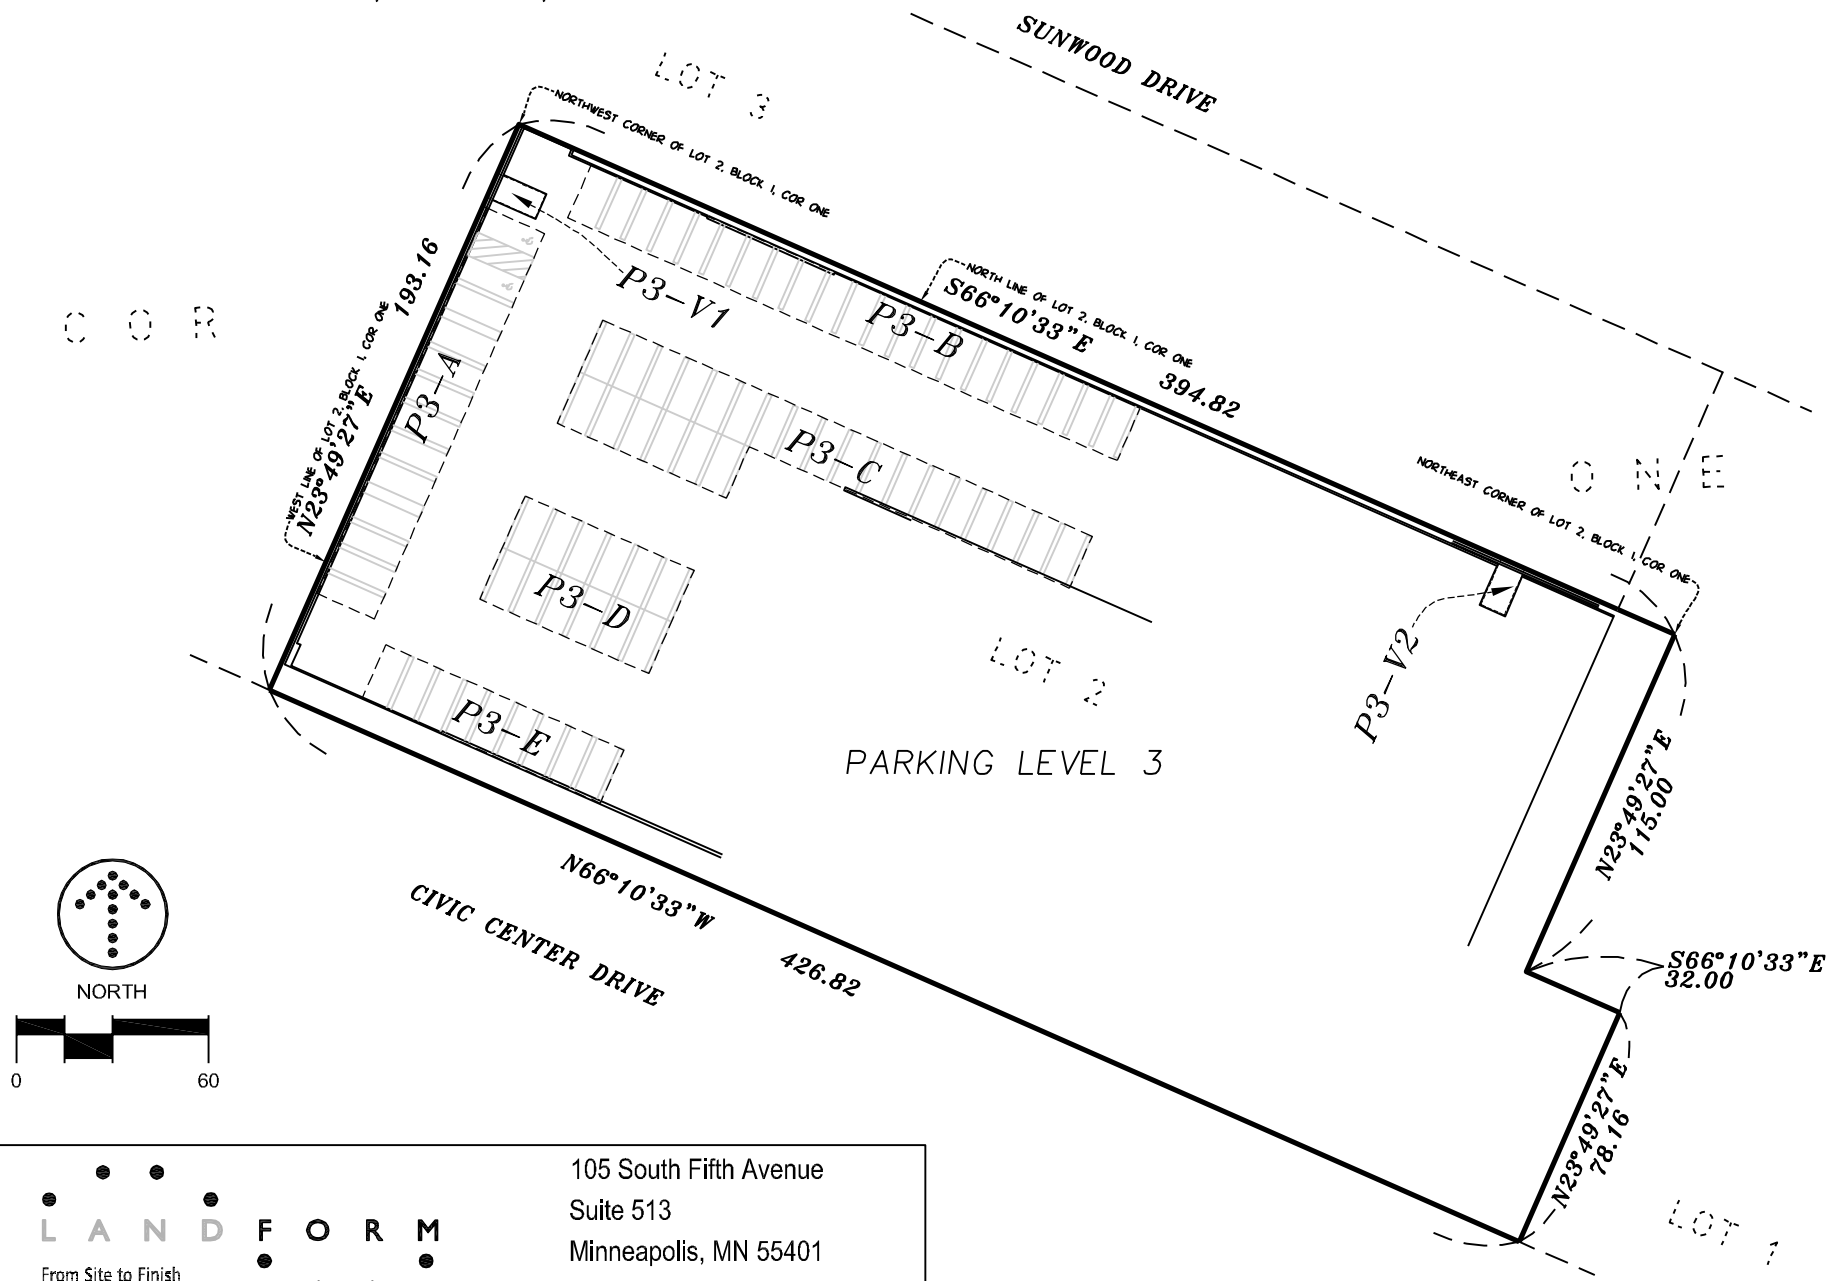 SUNWOOD DRIVE
LOT 3
NORTHWEST CORNER OF LOT 2, BLOCK 1, COR ONE
NORTH LINE OF LOT 2, BLOCK 1, COR ONE
S66°10'33"E
394.82
P3-V1
P3-B
COR
193.16
WEST LINE OF LOT 2, BLOCK 1, COR ONE
N23°49'27"E
P3-A
P3-C
ONE
NORTHEAST CORNER OF LOT 2, BLOCK 1, COR ONE
P3-D
LOT 2
P3-V2
P3-E
PARKING LEVEL 3
N23°49'27"E
115.00
N66°10'33"W
426.82
CIVIC CENTER DRIVE
S66°10'33"E
32.00
NORTH
0 60
N23°49'27"E
78.16
LOT 1
LANDFORM
From Site to Finish
105 South Fifth Avenue
Suite 513
Minneapolis, MN 55401